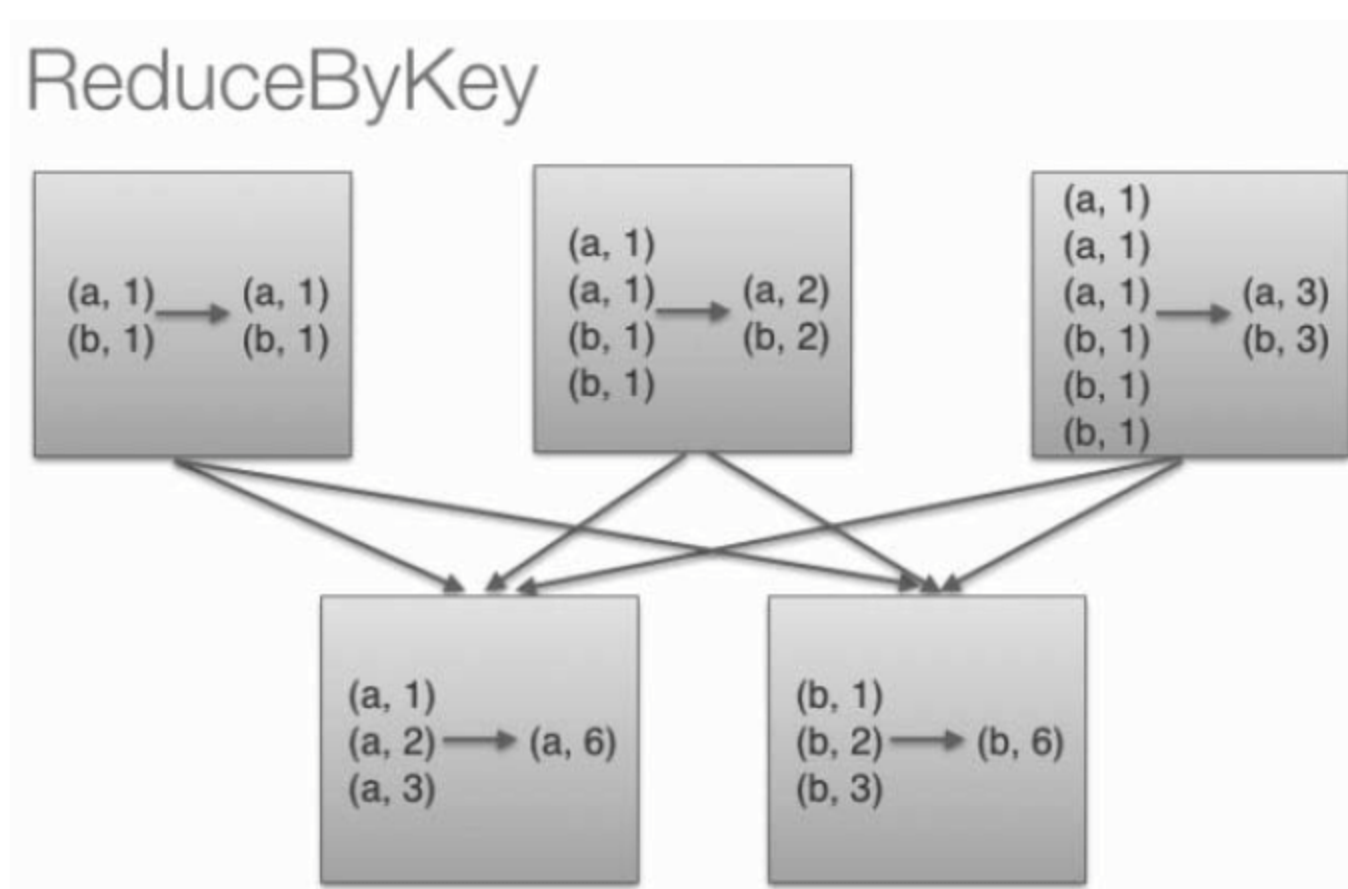 ReduceByKey
(a, 1)
(b, 1)
(a, 1)
(b, 1)
(a, 1)
(a, 1)
(b, 1)
(b, 1)
(a, 2)
(b, 2)
(a, 1)
(a, 1)
(a, 1)
(b, 1)
(b, 1)
(b, 1)
(a, 3)
(b, 3)
(a, 1)
(a, 2)
(a, 3)
(a, 6)
(b, 1)
(b, 2)
(b, 3)
(b, 6)